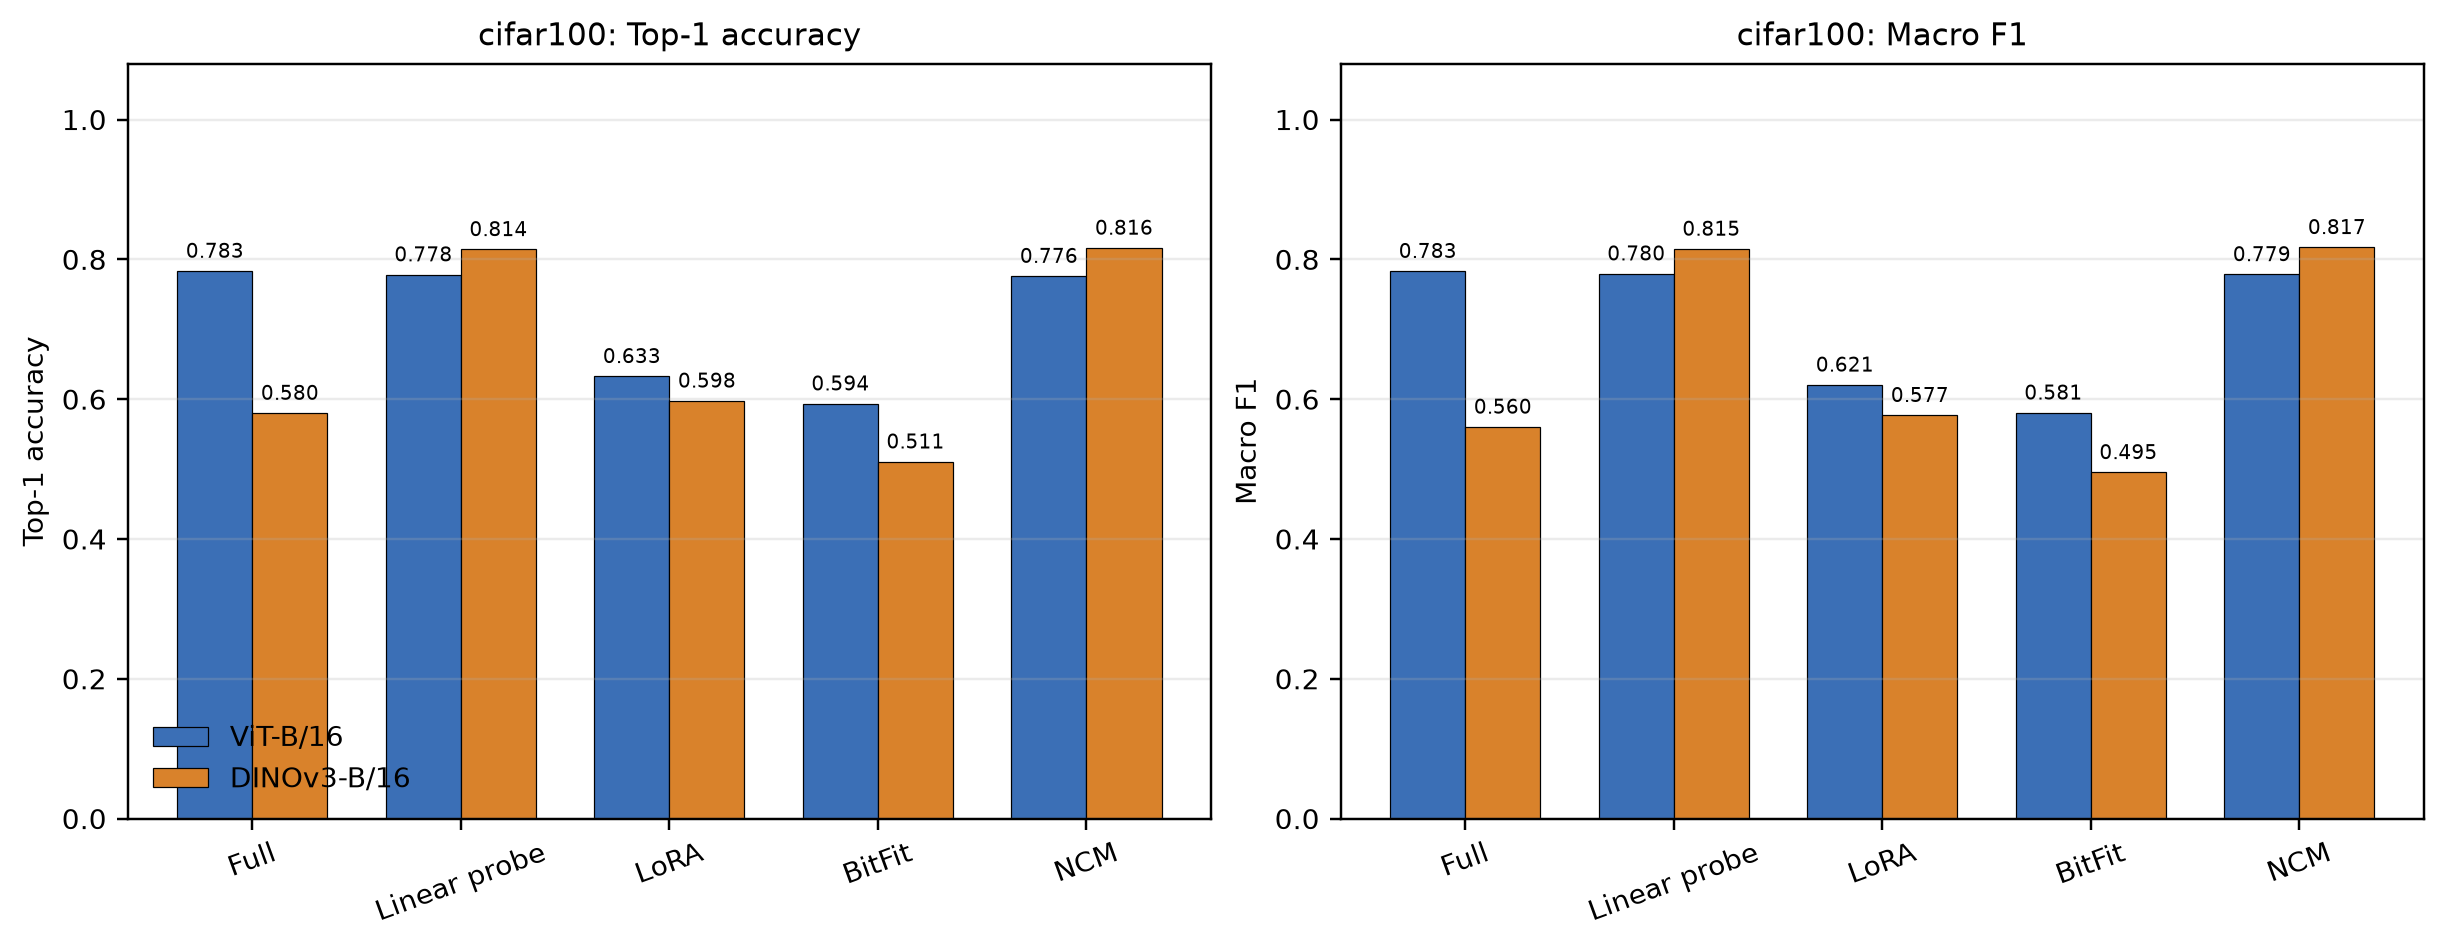 cifar100: Top-1 accuracy
Top-1 accuracy
1.0
0.8
0.6
0.4
0.2
0.0
0.783
0.580
0.778
0.814
0.633
0.598
0.594
0.511
0.776
0.816
ViT-B/16
DINOv3-B/16
Full
Linear probe
LoRA
BitFit
NCM
cifar100: Macro F1
Macro F1
1.0
0.8
0.6
0.4
0.2
0.0
0.783
0.560
0.780
0.815
0.621
0.577
0.581
0.495
0.779
0.817
Full
Linear probe
LoRA
BitFit
NCM